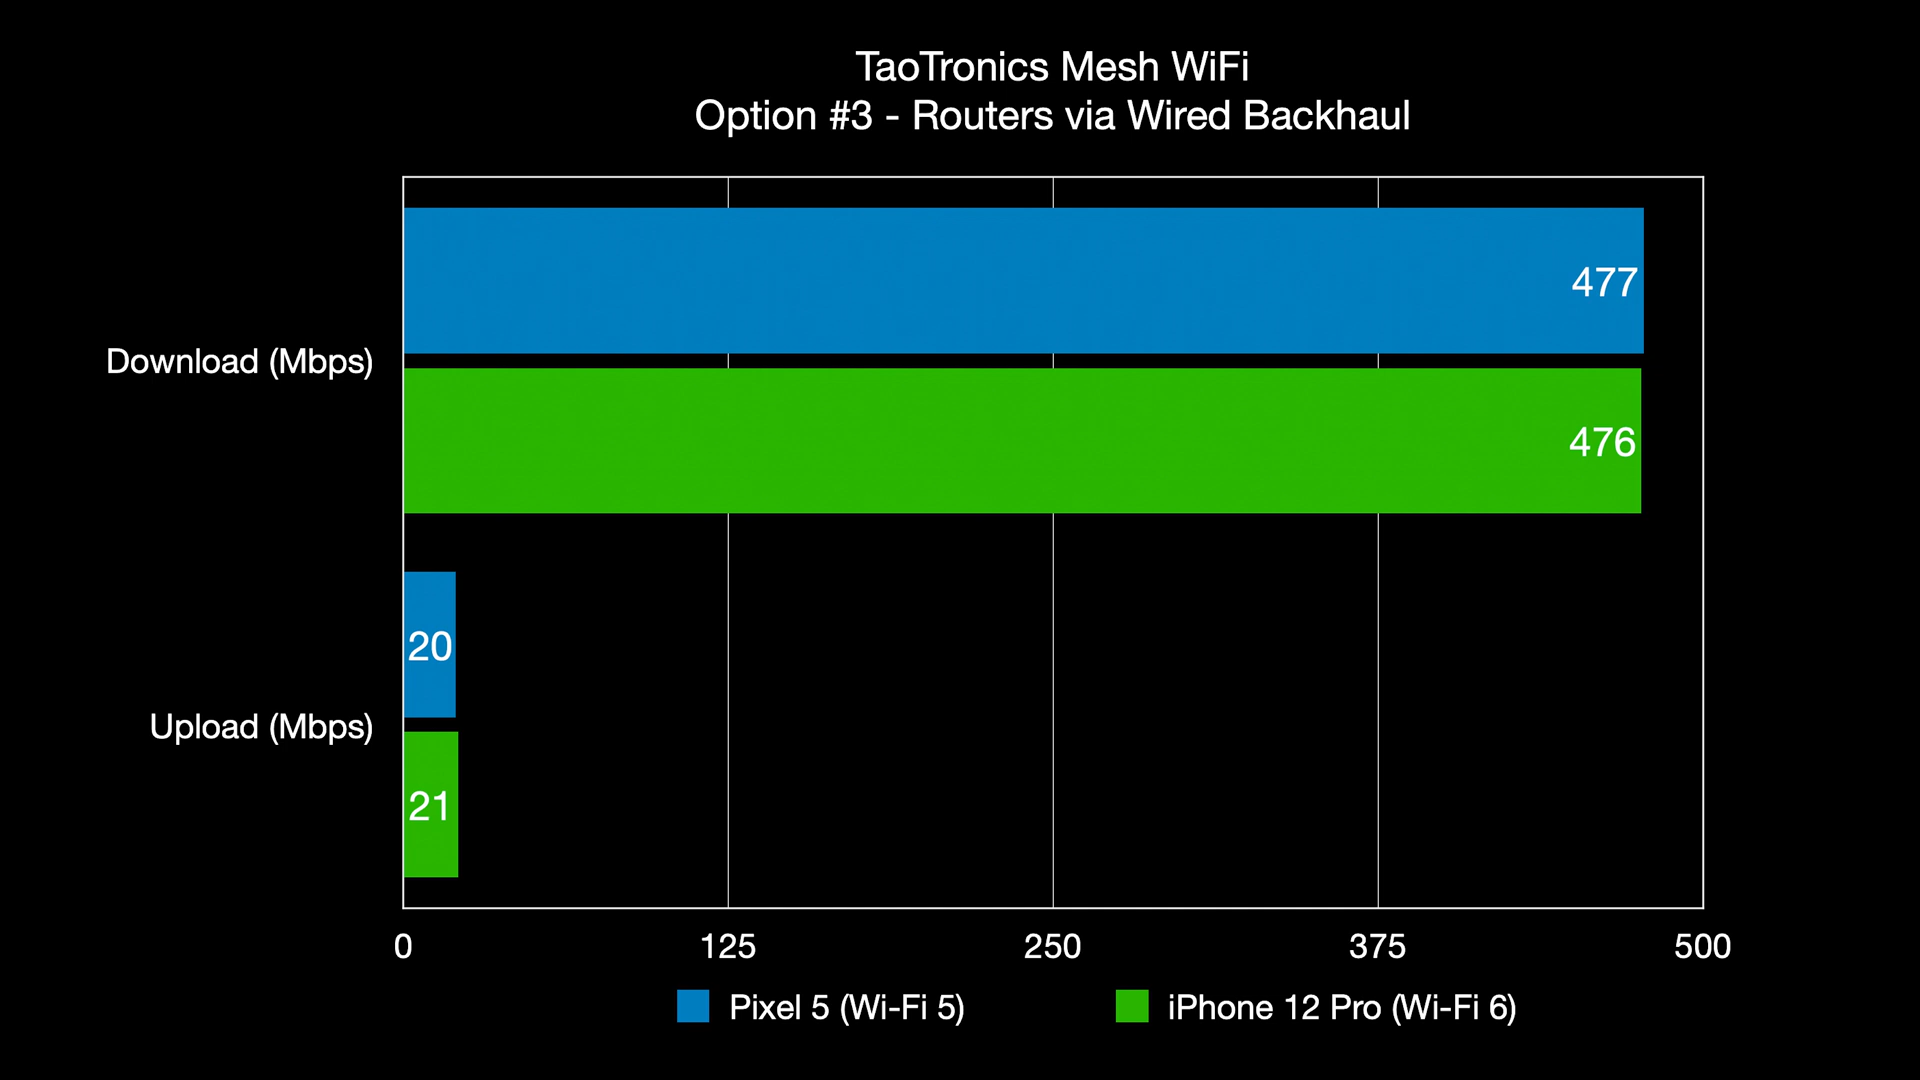 TaoTronics Mesh WiFi
Option #3 - Routers via Wired Backhaul
477
Download (Mbps)
476
20
Upload (Mbps)
21
0 125 250 375 500
Pixel 5 (Wi-Fi 5) iPhone 12 Pro (Wi-Fi 6)